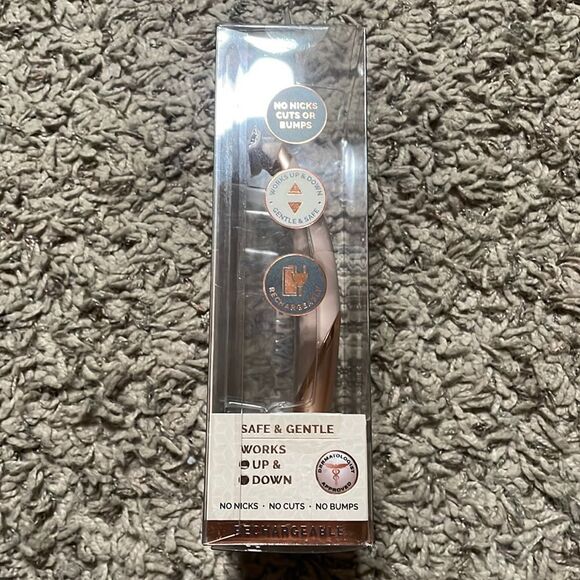 NO NICKS
CUTS OR
BUMPS
WORKS UP & DOWN
GENTLE & SAFE
RECHARGEABLE
SAFE & GENTLE
WORKS
UP &
DOWN
DERMATOLOGIST
APPROVED
NO NICKS · NO CUTS · NO BUMPS
RECHARGEABLE